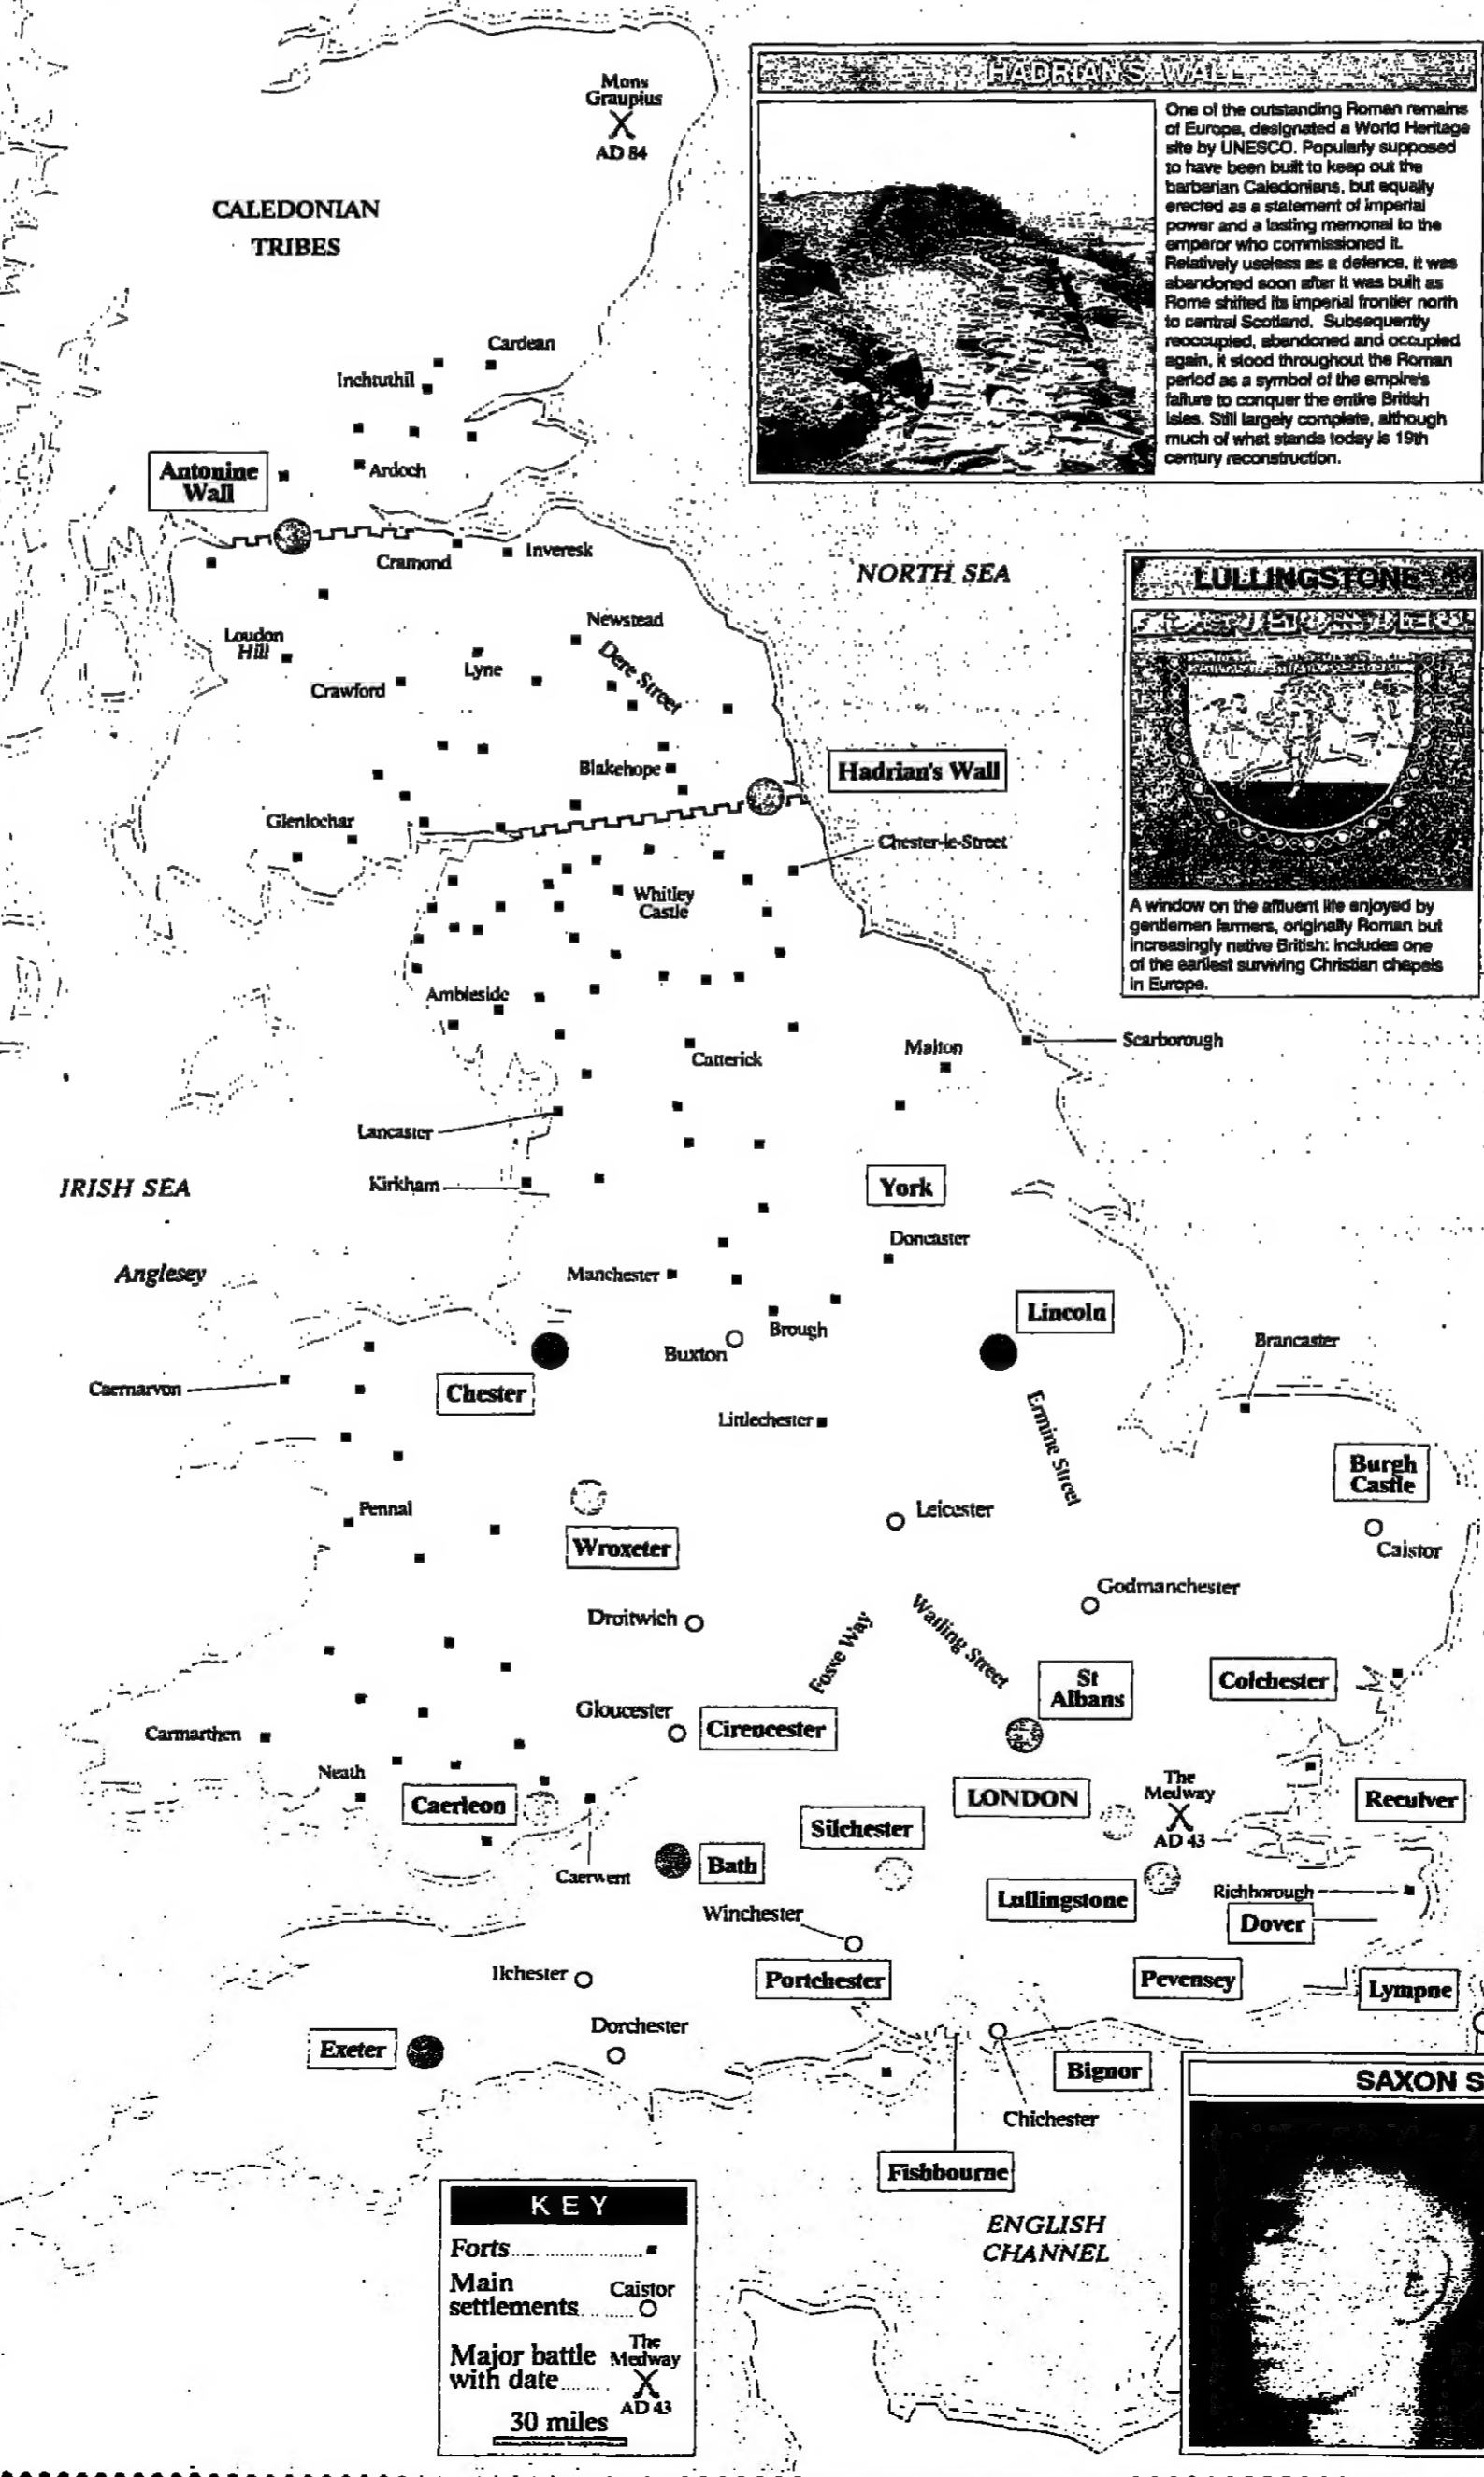 Mons
Graupius
AD 84
CALEDONIAN
TRIBES
HADRIAN'S WALL
One of the outstanding Roman remains
of Europe, designated a World Heritage
site by UNESCO. Popularly supposed
to have been built to keep out the
barbarian Caledonians, but equally
erected as a statement of imperial
power and a lasting memorial to the
emperor who commissioned it.
Relatively useless as a defence, it was
abandoned soon after it was built as
Rome shifted its imperial frontier north
to central Scotland. Subsequently
reoccupied, abandoned and occupied
again, it stood throughout the Roman
period as a symbol of the empire's
failure to conquer the entire British
Isles. Still largely complete, although
much of what stands today is 19th
century reconstruction.
Cardean
Inchtuthil
Antonine
Wall
Ardoch
Cramond
Inveresk
NORTH SEA
LULLINGSTONE
A window on the affluent life enjoyed by
gentlemen farmers, originally Roman but
increasingly native British: includes one
of the earliest surviving Christian chapels
in Europe.
Newstead
Loudon
Hill
Lyne
Dere Street
Crawford
Blakehope
Hadrian's Wall
Glenlochar
Chester-le-Street
Whitley
Castle
Ambleside
Catterick
Malton
Scarborough
Lancaster
Kirkham
IRISH SEA
York
Doncaster
Anglesey
Manchester
Brough
Lincoln
Buxton
Brancaster
Caernarvon
Chester
Littlechester
Ermine Street
Burgh
Castle
Pennal
Leicester
Wroxeter
Caistor
Godmanchester
Droitwich
Fosse Way
Watling Street
St
Albans
Colchester
Gloucester
Cirencester
Carmarthen
Neath
Caerleon
LONDON
The
Medway
AD 43
Reculver
Silchester
Caerwent
Bath
Lullingstone
Richborough
Dover
Winchester
Ilchester
Portchester
Pevensey
Lympne
Exeter
Dorchester
Bignor
Chichester
Fishbourne
SAXON S
ENGLISH
CHANNEL
KEY
Forts
Main
settlements
Caistor
Major battle
with date
The
Medway
AD 43
30 miles